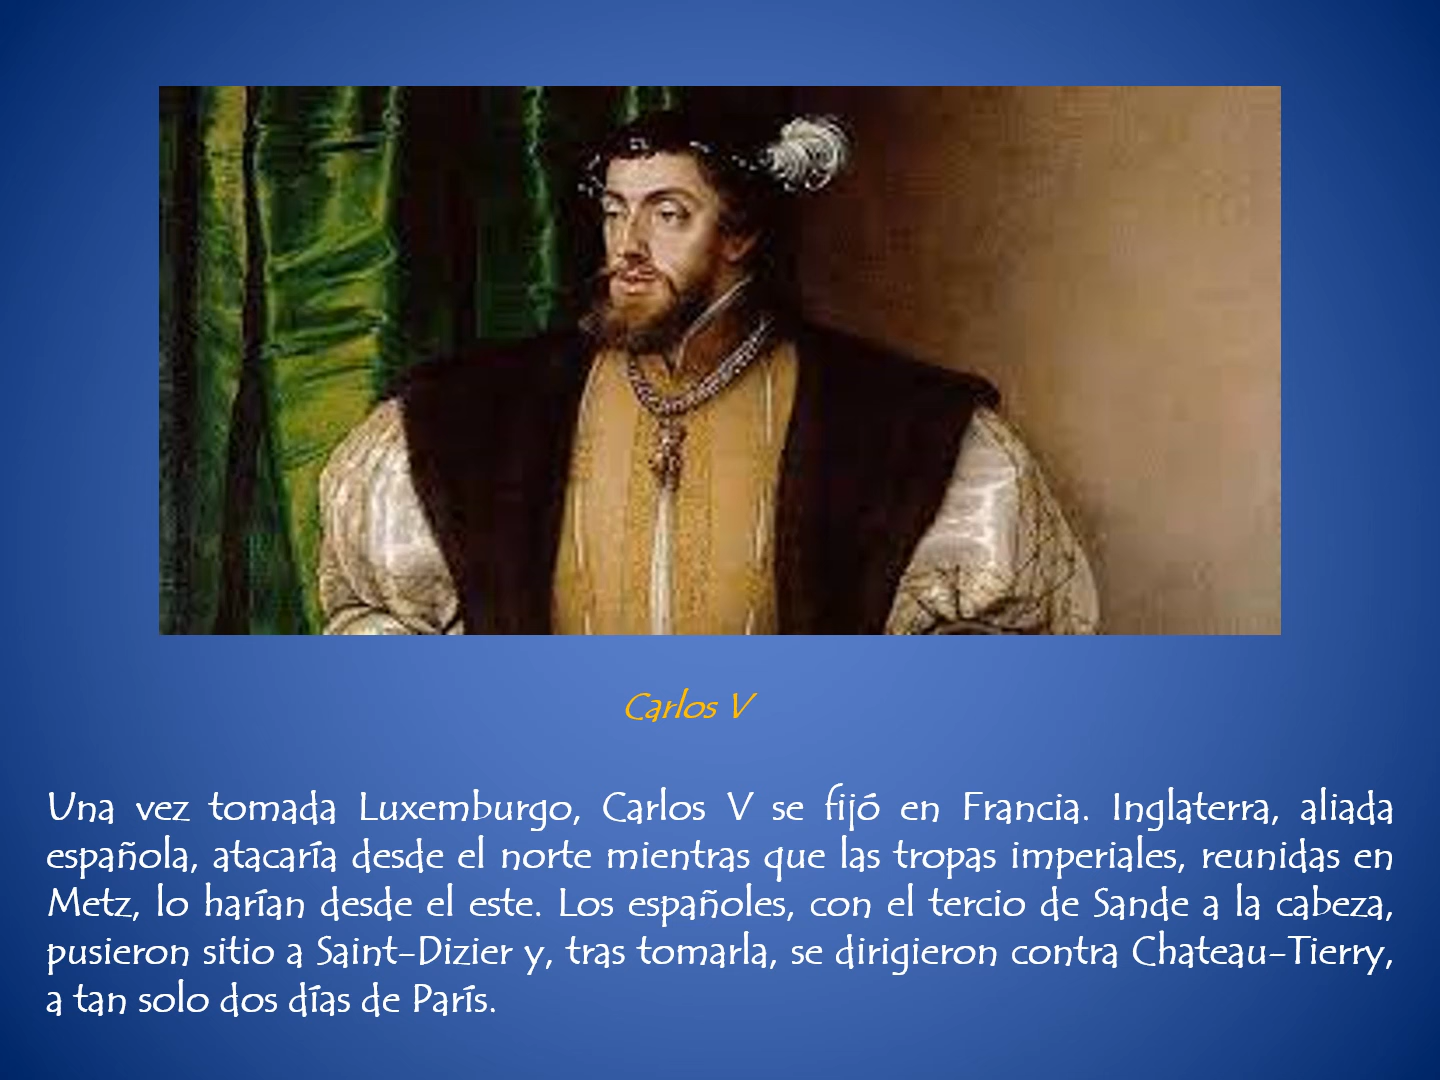 Carlos V
Una vez tomada Luxemburgo, Carlos V se fijó en Francia. Inglaterra, aliada
española, atacaría desde el norte mientras que las tropas imperiales, reunidas en
Metz, lo harían desde el este. Los españoles, con el tercio de Sande a la cabeza,
pusieron sitio a Saint-Dizier y, tras tomarla, se dirigieron contra Chateau-Tierry,
a tan solo dos días de París.